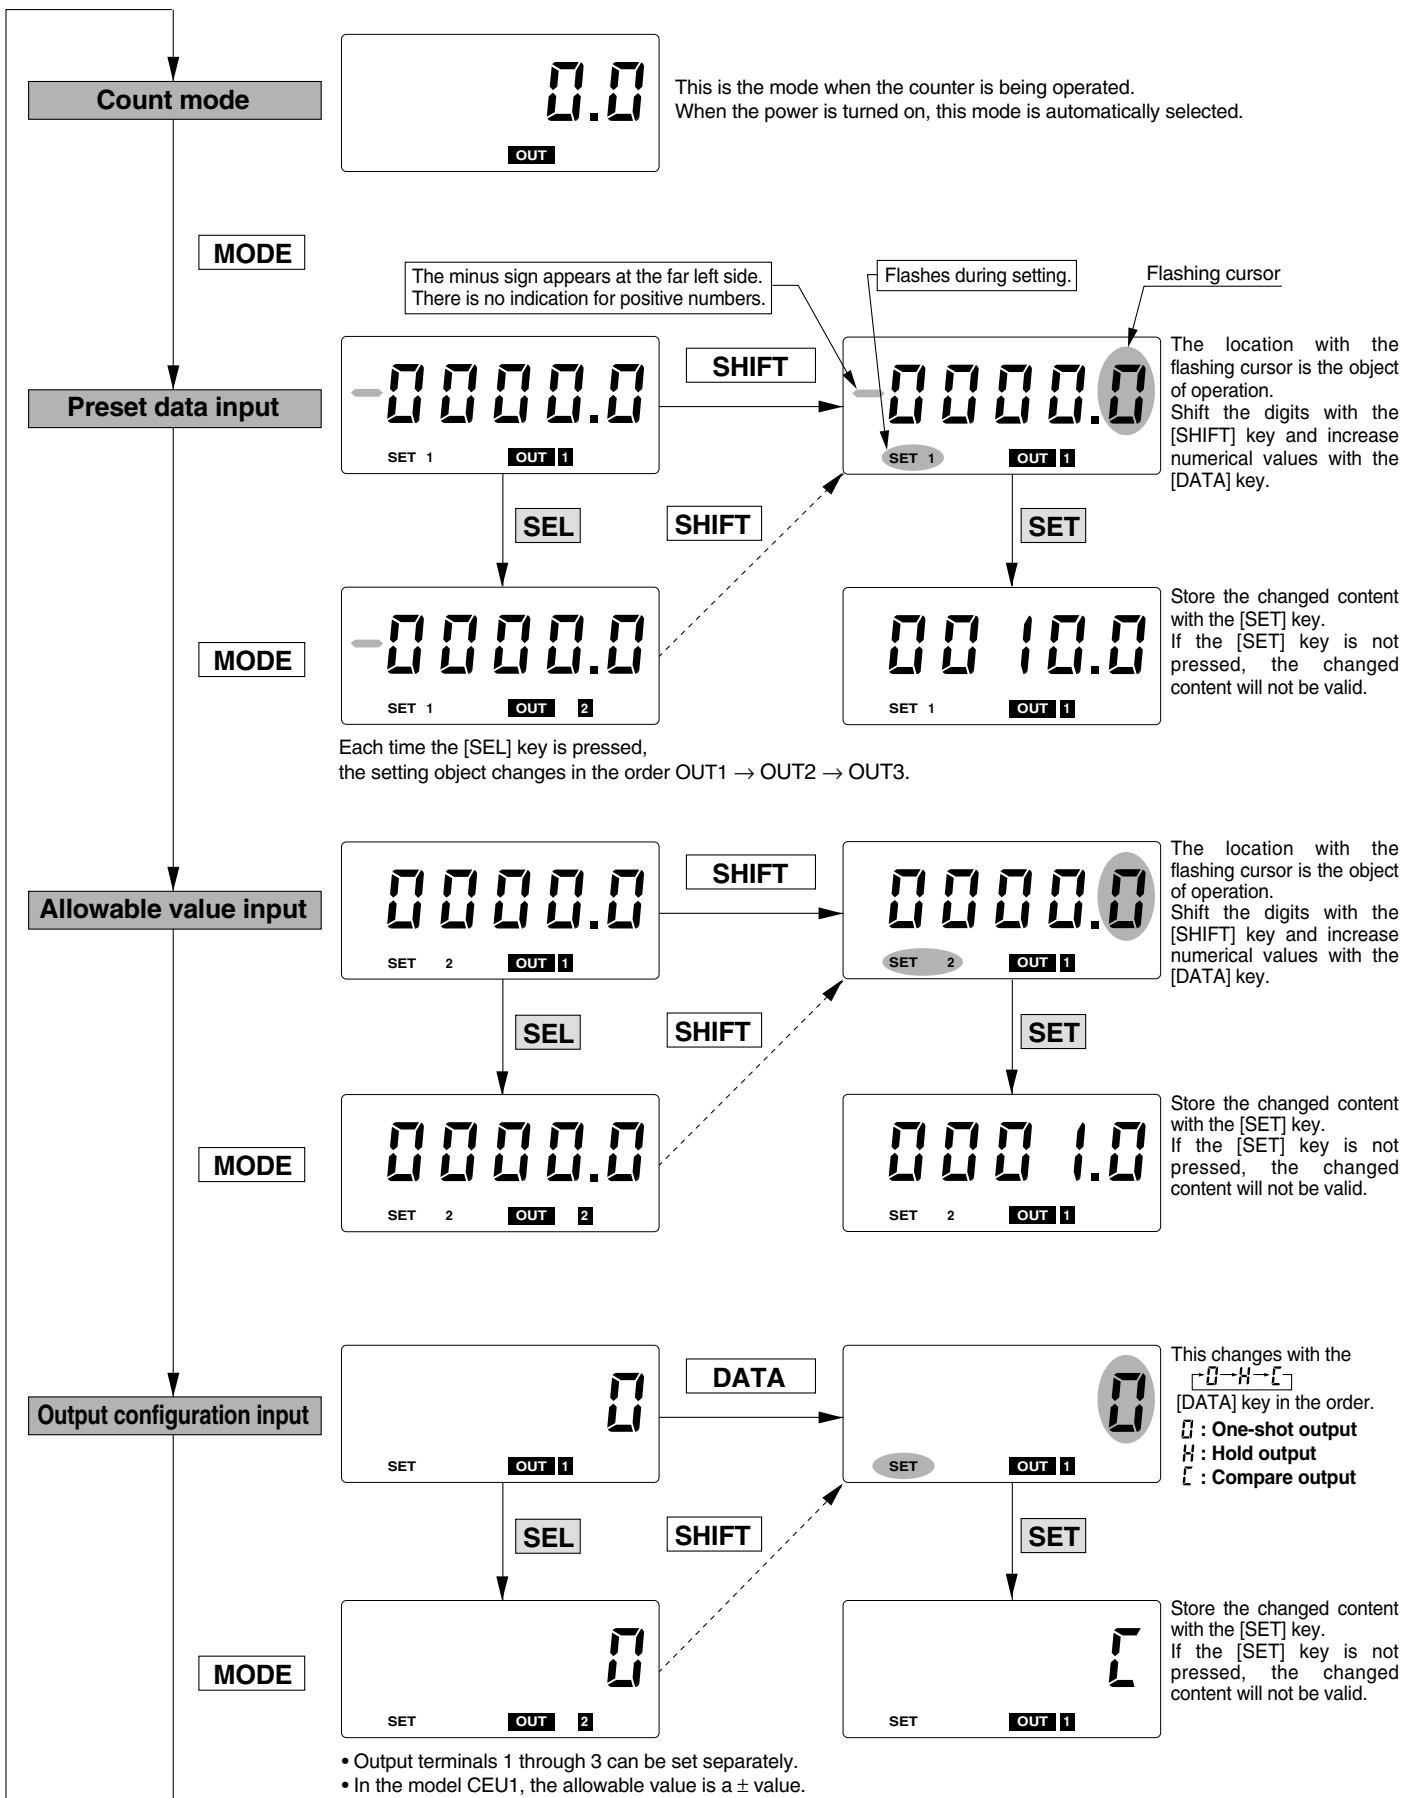 Count mode
0.0
OUT
This is the mode when the counter is being operated.
When the power is turned on, this mode is automatically selected.
MODE
The minus sign appears at the far left side.
There is no indication for positive numbers.
Flashes during setting.
Flashing cursor
Preset data input
-0000.0
SET 1 OUT 1
SHIFT
-0000.0
SET 1 OUT 1
The location with the
flashing cursor is the object
of operation.
Shift the digits with the
[SHIFT] key and increase
numerical values with the
[DATA] key.
SEL
SHIFT
SET
MODE
-0000.0
SET 1 OUT 2
0010.0
SET 1 OUT 1
Store the changed content
with the [SET] key.
If the [SET] key is not
pressed, the changed
content will not be valid.
Each time the [SEL] key is pressed,
the setting object changes in the order OUT1 → OUT2 → OUT3.
Allowable value input
0000.0
SET 2 OUT 1
SHIFT
0000.0
SET 2 OUT 1
The location with the
flashing cursor is the object
of operation.
Shift the digits with the
[SHIFT] key and increase
numerical values with the
[DATA] key.
SEL
SHIFT
SET
MODE
0000.0
SET 2 OUT 2
0001.0
SET 2 OUT 1
Store the changed content
with the [SET] key.
If the [SET] key is not
pressed, the changed
content will not be valid.
Output configuration input
0
SET OUT 1
DATA
0
SET OUT 1
This changes with the
0→H→C
[DATA] key in the order.
0 : One-shot output
H : Hold output
C : Compare output
SEL
SHIFT
SET
MODE
0
SET OUT 2
C
SET OUT 1
Store the changed content
with the [SET] key.
If the [SET] key is not
pressed, the changed
content will not be valid.
• Output terminals 1 through 3 can be set separately.
• In the model CEU1, the allowable value is a ± value.